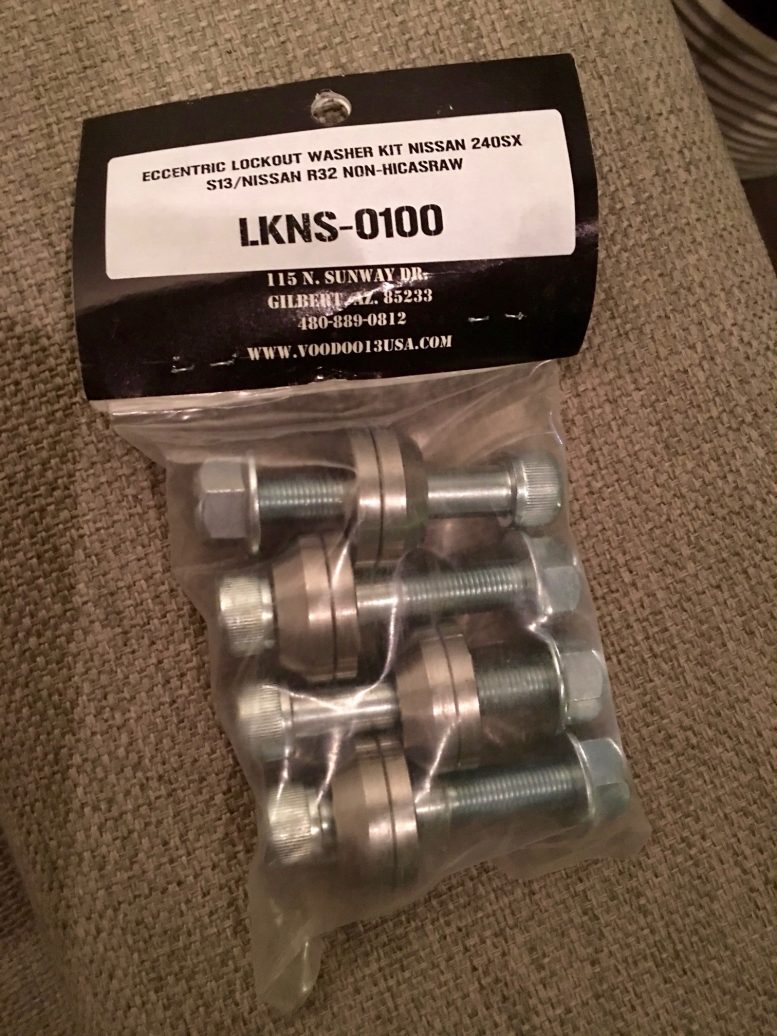 ECCENTRIC LOCKOUT WASHER KIT NISSAN 240SX
S13/NISSAN R32 NON-HICASRAW
LKNS-0100
115 N. SUNWAY DR.
GILBERT, AZ. 85233
480-889-0812
WWW.VOODOO13USA.COM